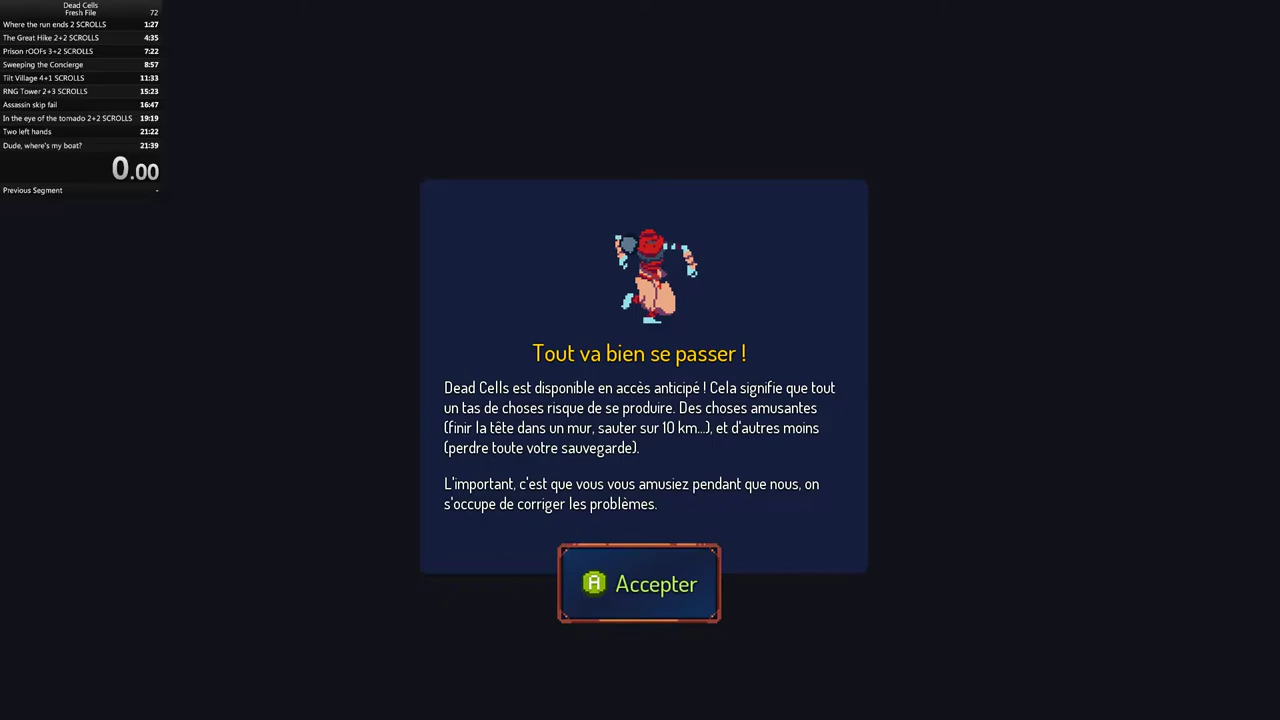 Dead Cells
Fresh File 72
Where the run ends 2 SCROLLS 1:27
The Great Hike 2+2 SCROLLS 4:35
Prison rOOFs 3+2 SCROLLS 7:22
Sweeping the Concierge 8:57
Tilt Village 4+1 SCROLLS 11:33
RNG Tower 2+3 SCROLLS 15:23
Assassin skip fail 16:47
In the eye of the tornado 2+2 SCROLLS 19:19
Two left hands 21:22
Dude, where's my boat? 21:39
0.00
Previous Segment -
Tout va bien se passer !
Dead Cells est disponible en accès anticipé ! Cela signifie que tout
un tas de choses risque de se produire. Des choses amusantes
(finir la tête dans un mur, sauter sur 10 km...), et d'autres moins
(perdre toute votre sauvegarde).
L'important, c'est que vous vous amusiez pendant que nous, on
s'occupe de corriger les problèmes.
A Accepter